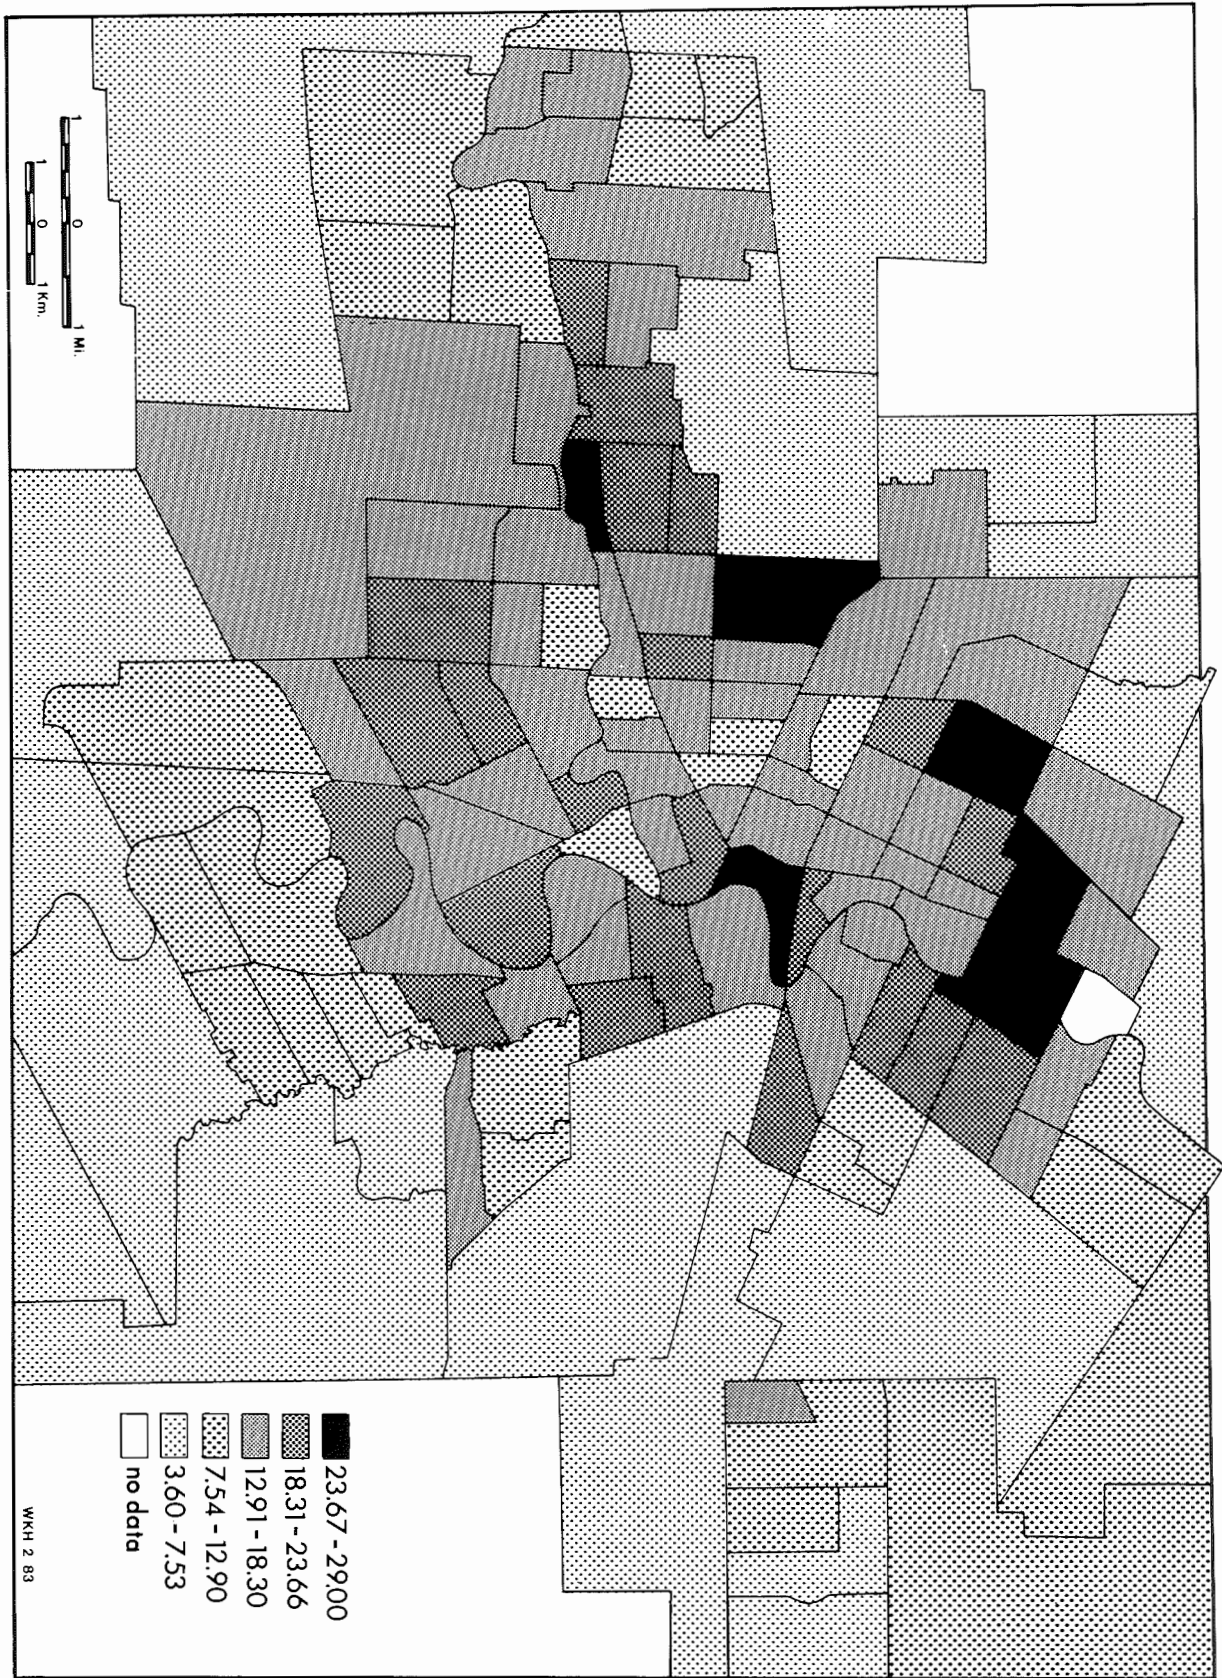 1 0 1 Mi.
1 0 1 Km.
23.67 - 29.00
18.31 - 23.66
12.91 - 18.30
7.54 - 12.90
3.60 - 7.53
no data
WKH 2 83